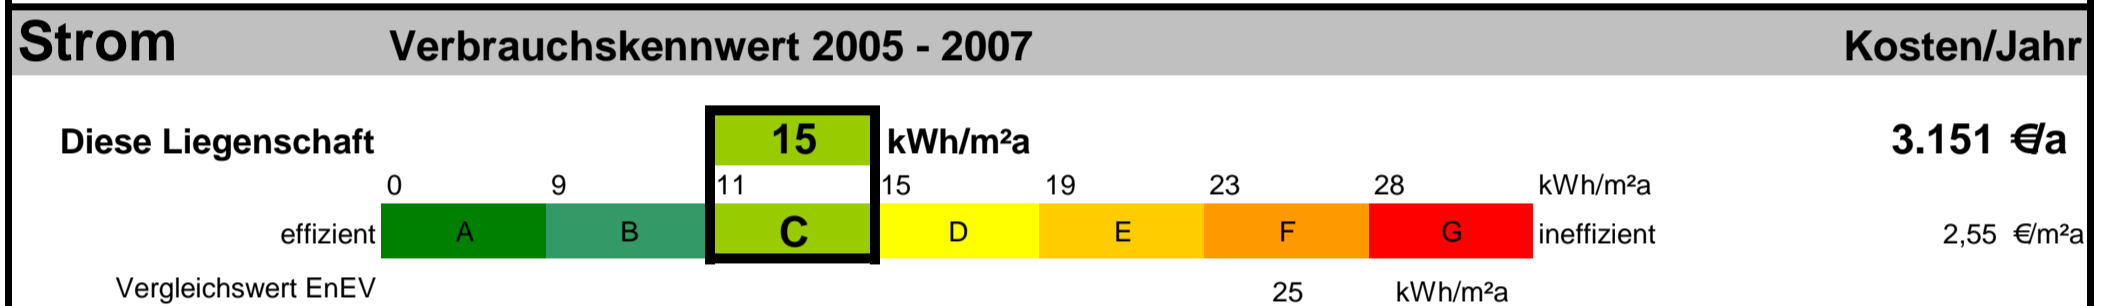 Strom Verbrauchskennwert 2005 - 2007 Kosten/Jahr
Diese Liegenschaft 15 kWh/m²a 3.151 €/a
0 9 11 15 19 23 28 kWh/m²a
effizient A B C D E F G ineffizient 2,55 €/m²a
Vergleichswert EnEV 25 kWh/m²a